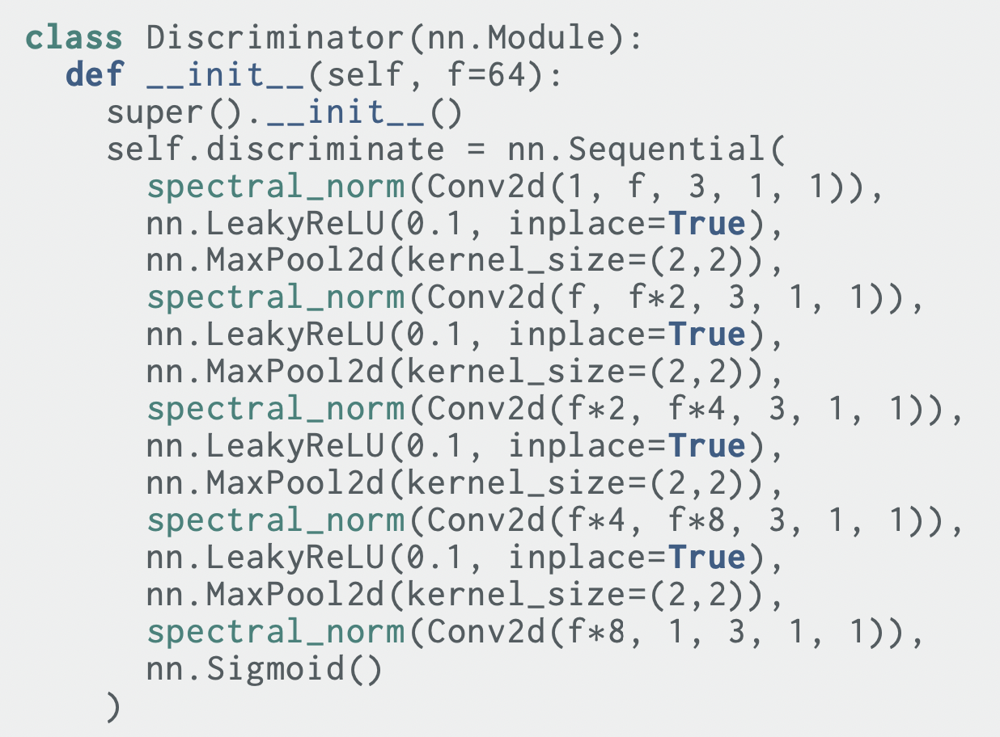 class Discriminator(nn.Module):
  def __init__(self, f=64):
    super().__init__()
    self.discriminate = nn.Sequential(
      spectral_norm(Conv2d(1, f, 3, 1, 1)),
      nn.LeakyReLU(0.1, inplace=True),
      nn.MaxPool2d(kernel_size=(2,2)),
      spectral_norm(Conv2d(f, f*2, 3, 1, 1)),
      nn.LeakyReLU(0.1, inplace=True),
      nn.MaxPool2d(kernel_size=(2,2)),
      spectral_norm(Conv2d(f*2, f*4, 3, 1, 1)),
      nn.LeakyReLU(0.1, inplace=True),
      nn.MaxPool2d(kernel_size=(2,2)),
      spectral_norm(Conv2d(f*4, f*8, 3, 1, 1)),
      nn.LeakyReLU(0.1, inplace=True),
      nn.MaxPool2d(kernel_size=(2,2)),
      spectral_norm(Conv2d(f*8, 1, 3, 1, 1)),
      nn.Sigmoid()
    )